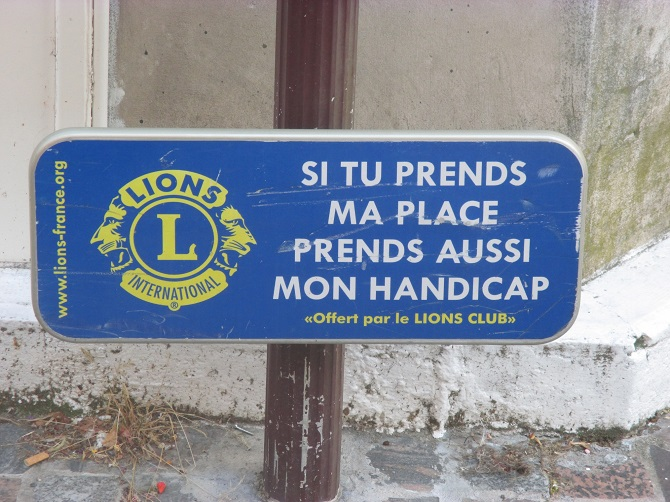 www.lions-france.org
LIONS
L
INTERNATIONAL
®
SI TU PRENDS
MA PLACE
PRENDS AUSSI
MON HANDICAP
«Offert par le LIONS CLUB»